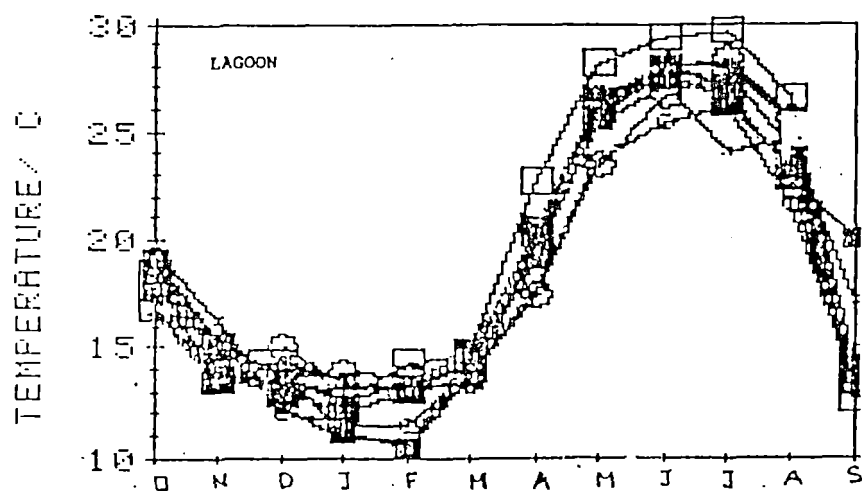 TEMPERATURE/ C
30
LAGOON
25
20
15
10
O N D J F M A M J J A S